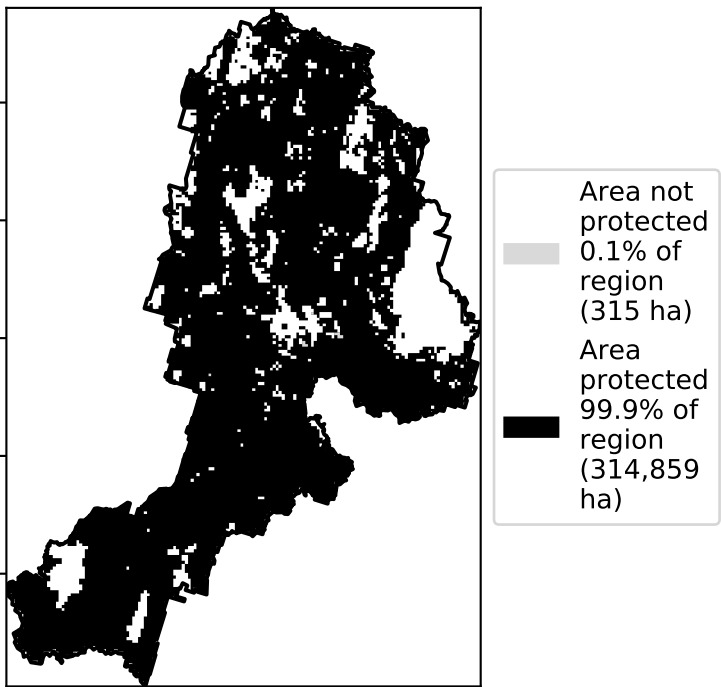 Area not
protected
0.1% of
region
(315 ha)
Area
protected
99.9% of
region
(314,859
ha)